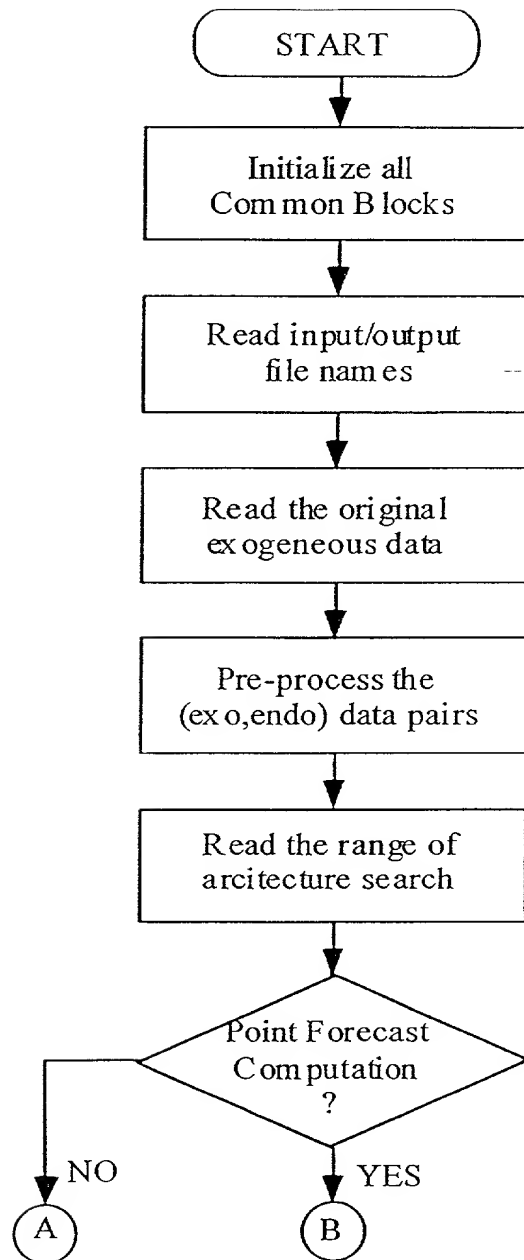 START
Initialize all
Common Blocks
Read input/output
file names
Read the original
exogeneous data
Pre-process the
(exo,endo) data pairs
Read the range of
arcitecture search
Point Forecast
Computation
?
NO
YES
A
B